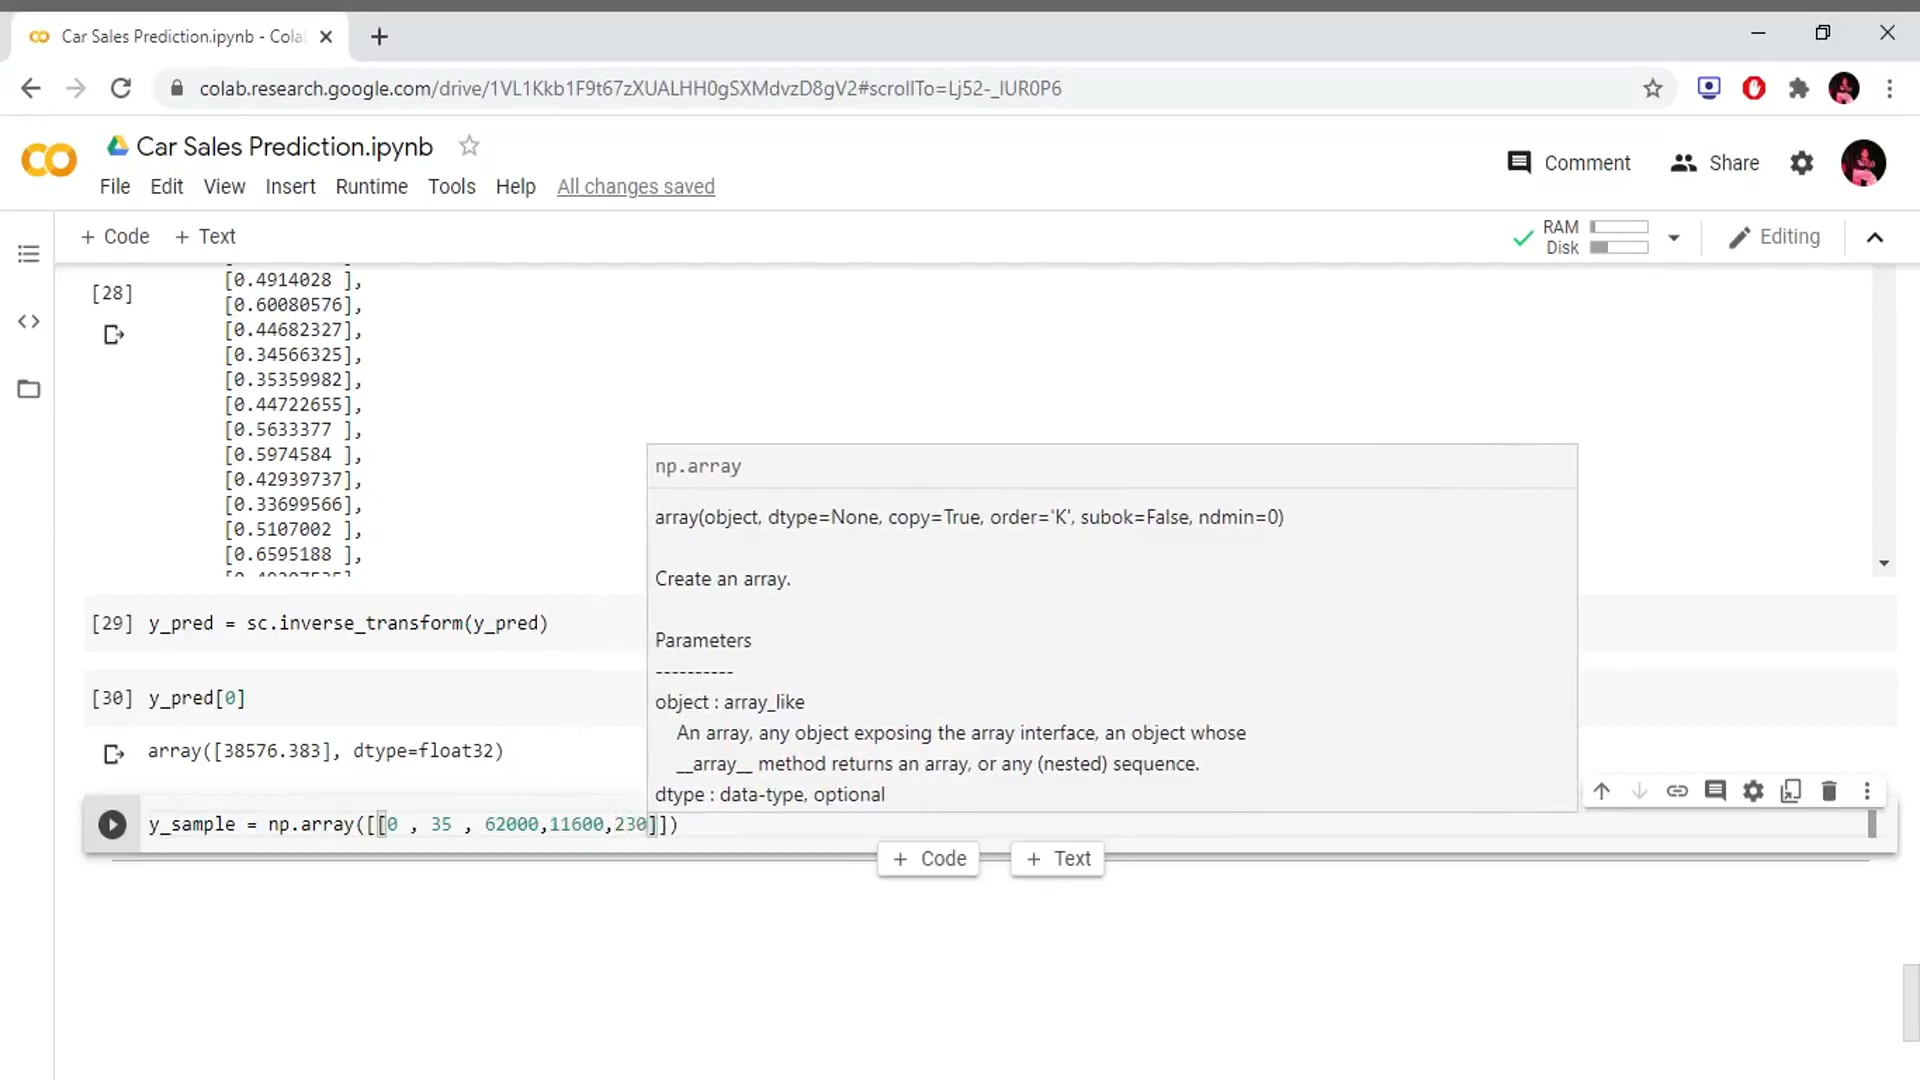 Car Sales Prediction.ipynb - Cola
colab.research.google.com/drive/1VL1Kkb1F9t67zXUALHH0gSXMdvzD8gV2#scrollTo=Lj52-_lUR0P6
Car Sales Prediction.ipynb
Comment
Share
File Edit View Insert Runtime Tools Help All changes saved
+ Code + Text
RAM
Disk
Editing
[28]
[0.4914028 ],
[0.60080576],
[0.44682327],
[0.34566325],
[0.35359982],
[0.44722655],
[0.5633377 ],
[0.5974584 ],
[0.42939737],
[0.33699566],
[0.5107002 ],
[0.6595188 ],
np.array
array(object, dtype=None, copy=True, order='K', subok=False, ndmin=0)
Create an array.
Parameters
----------
object : array_like
An array, any object exposing the array interface, an object whose
__array__ method returns an array, or any (nested) sequence.
dtype : data-type, optional
[29] y_pred = sc.inverse_transform(y_pred)
[30] y_pred[0]
array([38576.383], dtype=float32)
y_sample = np.array([[0 , 35 , 62000,11600,230]])
+ Code + Text